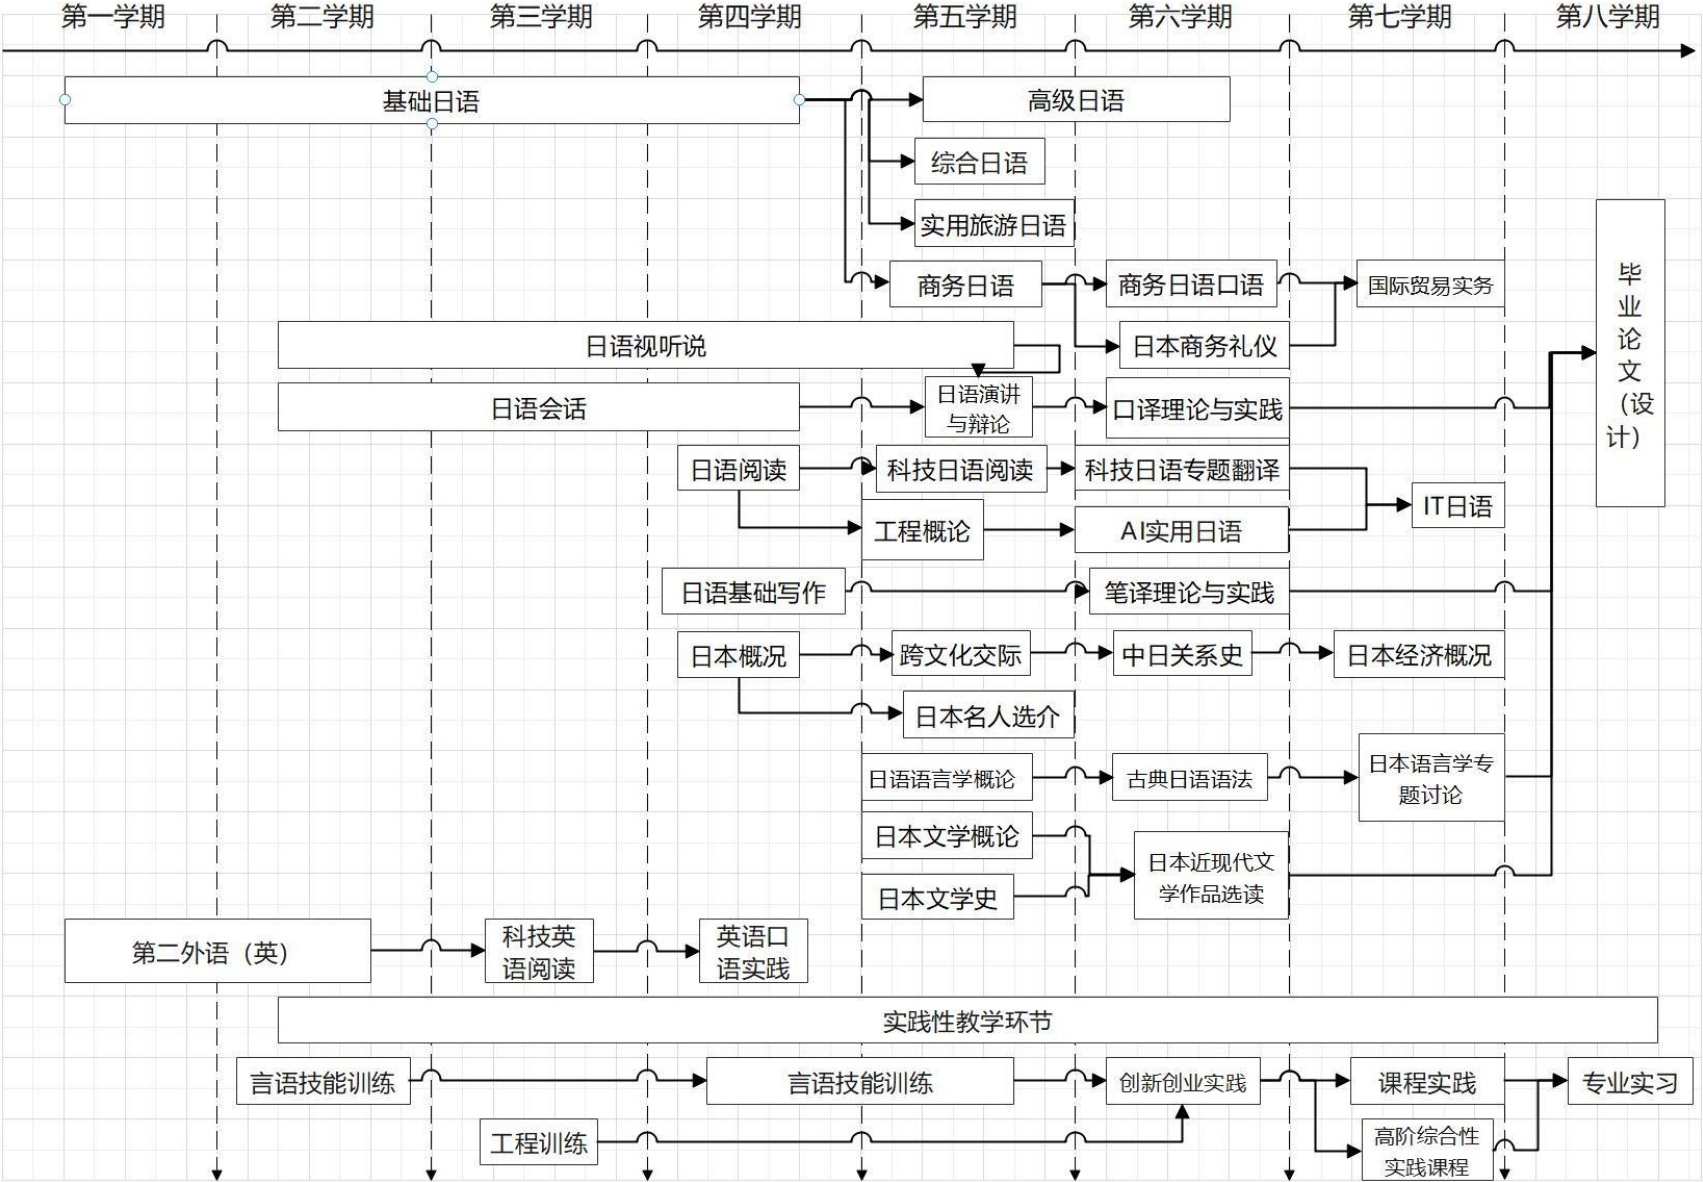 第一学期
第二学期
第三学期
第四学期
第五学期
第六学期
第七学期
第八学期
基础日语
高级日语
综合日语
实用旅游日语
商务日语
商务日语口语
国际贸易实务
日语视听说
日本商务礼仪
日语会话
日语演讲
与辩论
口译理论与实践
毕
业
论
文
（设
计）
日语阅读
科技日语阅读
科技日语专题翻译
IT日语
工程概论
AI实用日语
日语基础写作
笔译理论与实践
日本概况
跨文化交际
中日关系史
日本经济概况
日本名人选介
日语语言学概论
古典日语语法
日本语言学专
题讨论
日本文学概论
日本近现代文
学作品选读
日本文学史
第二外语（英）
科技英
语阅读
英语口
语实践
实践性教学环节
言语技能训练
言语技能训练
创新创业实践
课程实践
专业实习
工程训练
高阶综合性
实践课程